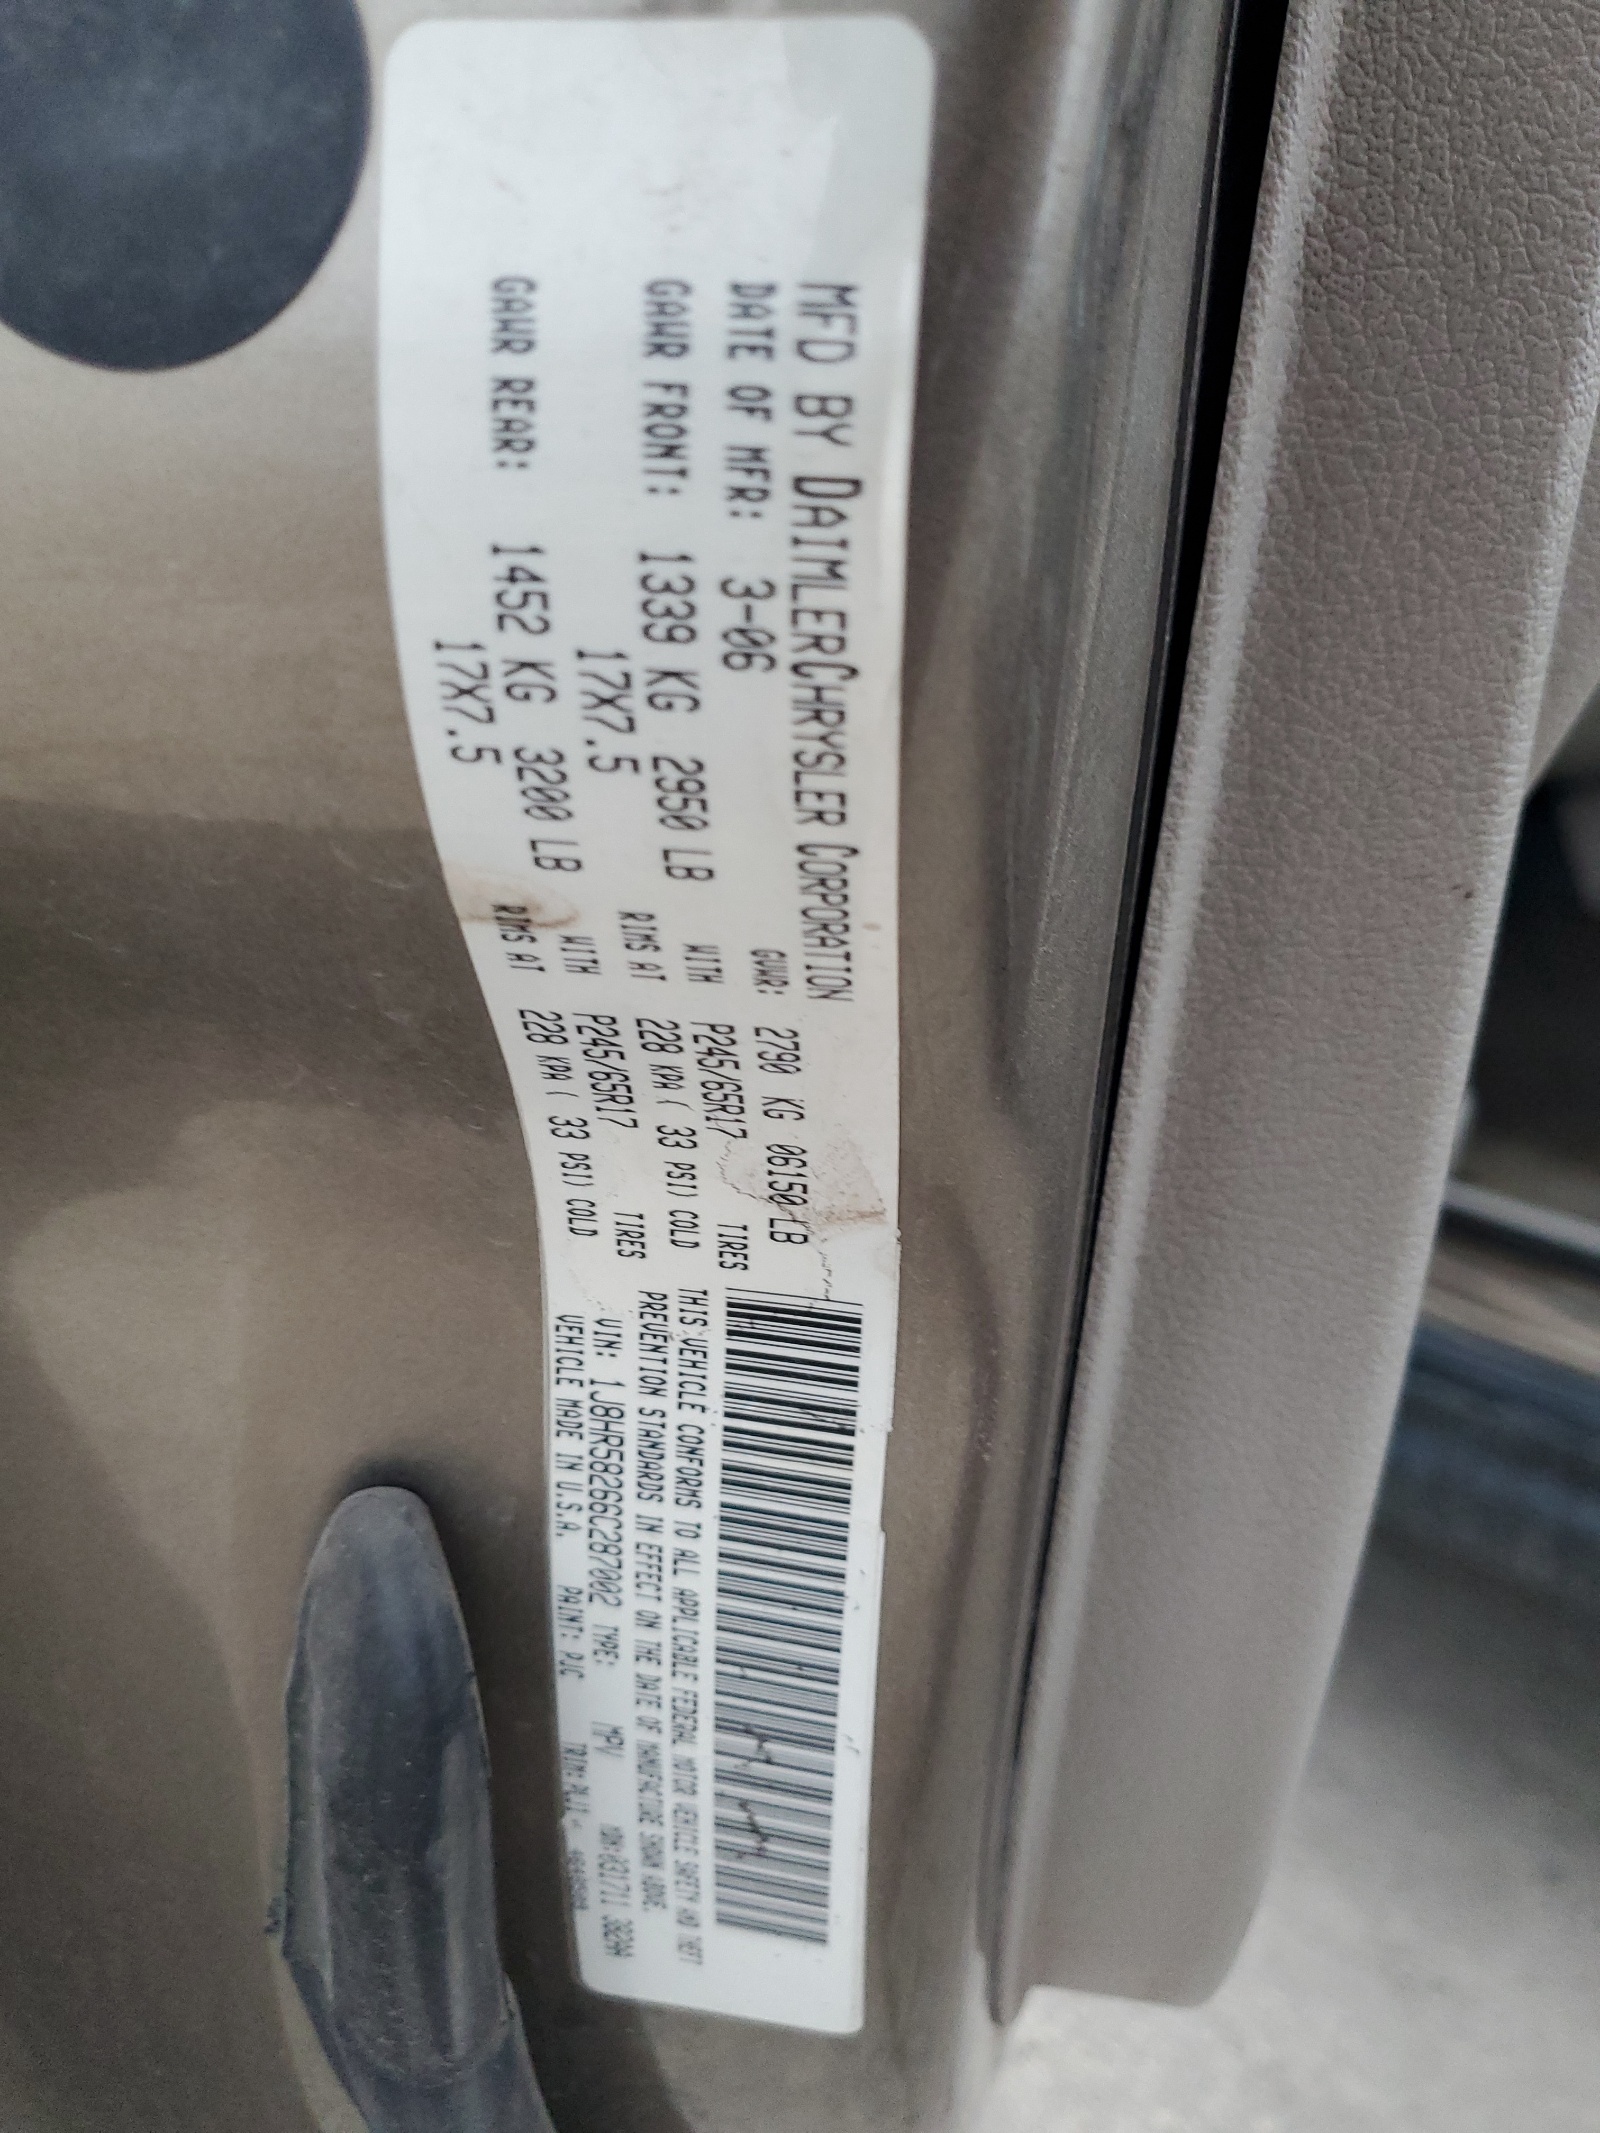 MFD BY DAIMLERCHRYSLER CORPORATION
DATE OF MFR: 3-06 GVWR: 2790 KG 06150 LB
GAWR FRONT: 1339 KG 2950 LB WITH P245/65R17 TIRES
17X7.5 RIMS AT 228 KPA ( 33 PSI) COLD
GAWR REAR: 1452 KG 3200 LB WITH P245/65R17 TIRES
17X7.5 RIMS AT 228 KPA ( 33 PSI) COLD
THIS VEHICLE CONFORMS TO ALL APPLICABLE FEDERAL MOTOR VEHICLE SAFETY AND THEFT
PREVENTION STANDARDS IN EFFECT ON THE DATE OF MANUFACTURE SHOWN ABOVE.
VIN: 1J8HR58266C287002 TYPE: MPV MDH:031711 302AA
VEHICLE MADE IN U.S.A. PAINT: PJC